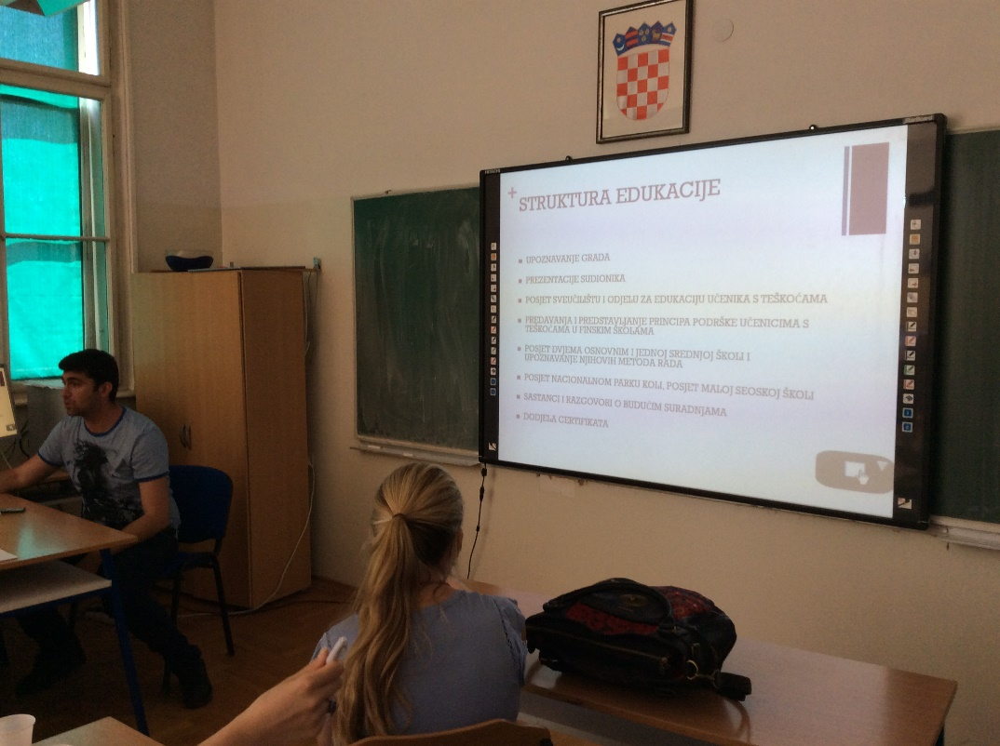 HITACHI
+
STRUKTURA EDUKACIJE
▪ UPOZNAVANJE GRADA
▪ PREZENTACIJE SUDIONIKA
▪ POSJET SVEUČILIŠTU I ODJELU ZA EDUKACIJU UČENIKA S TEŠKOĆAMA
▪ PREDAVANJA I PREDSTAVLJANJE PRINCIPA PODRŠKE UČENICIMA S
TEŠKOĆAMA U FINSKIM ŠKOLAMA
▪ POSJET DVJEMA OSNOVNIM I JEDNOJ SREDNJOJ ŠKOLI I
UPOZNAVANJE NJIHOVIH METODA RADA
▪ POSJET NACIONALNOM PARKU KOLI, POSJET MALOJ SEOSKOJ ŠKOLI
▪ SASTANCI I RAZGOVORI O BUDUĆIM SURADNJAMA
▪ DODJELA CERTIFIKATA